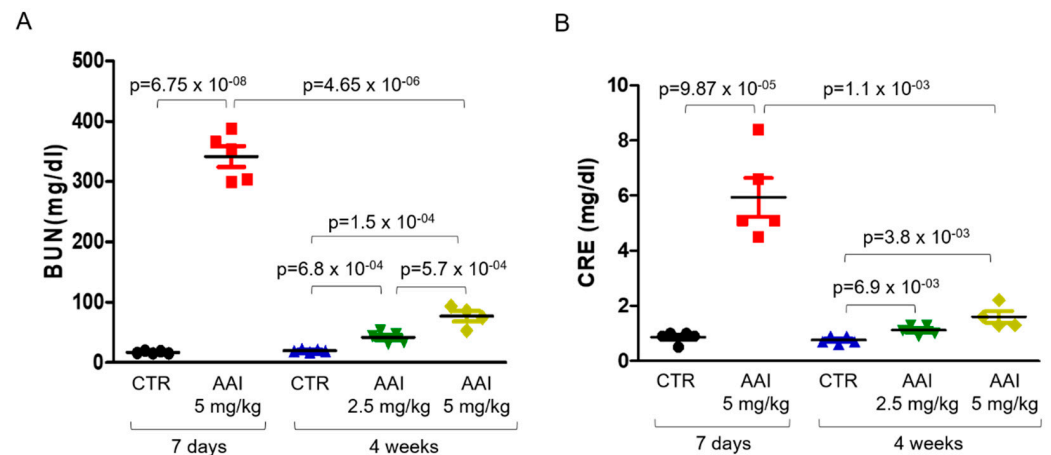 A
BUN(mg/dl)
500
400
300
200
100
0
p=6.75 x 10-08
p=4.65 x 10-06
p=1.5 x 10-04
p=6.8 x 10-04
p=5.7 x 10-04
CTR
AAI
5 mg/kg
CTR
AAI
2.5 mg/kg
AAI
5 mg/kg
7 days
4 weeks
B
CRE (mg/dl)
10
8
6
4
2
0
p=9.87 x 10-05
p=1.1 x 10-03
p=3.8 x 10-03
p=6.9 x 10-03
CTR
AAI
5 mg/kg
CTR
AAI
2.5 mg/kg
AAI
5 mg/kg
7 days
4 weeks